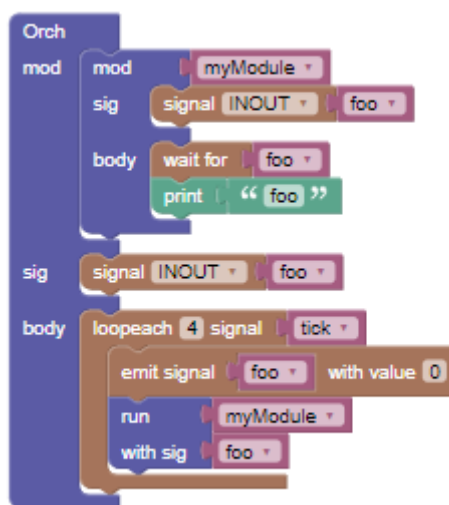 Orch
mod mod myModule
sig signal INOUT foo
body wait for foo
print “ foo ”
sig signal INOUT foo
body loopeach 4 signal tick
emit signal foo with value 0
run myModule
with sig foo